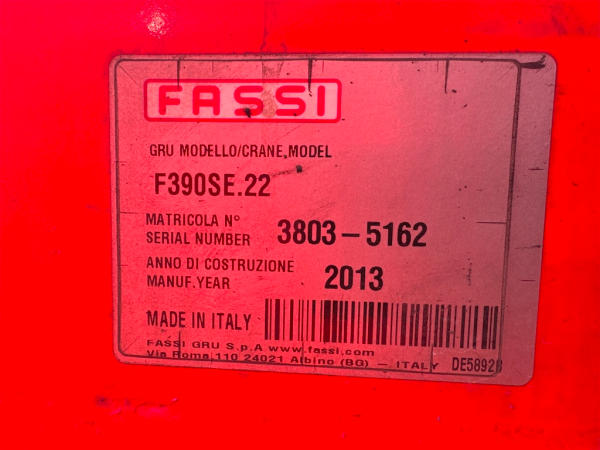 FASSI
GRU MODELLO/CRANE,MODEL
F390SE.22
MATRICOLA N°
SERIAL NUMBER 3803-5162
ANNO DI COSTRUZIONE
MANUF.YEAR 2013
MADE IN ITALY
FASSI GRU S.p.A www.fassi.com
Via Roma,110 24021 Albino (BG) - ITALY